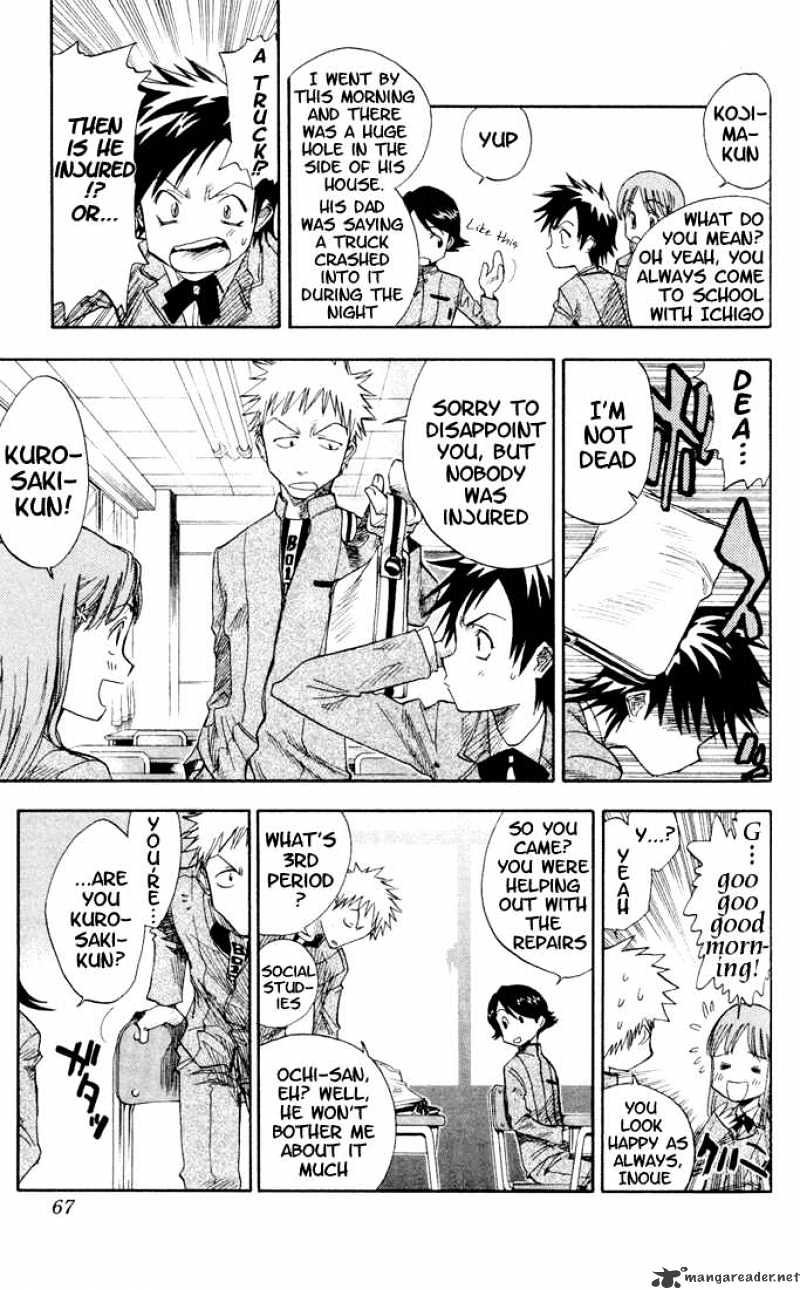 KOJI-
MA-
KUN
WHAT DO
YOU MEAN?
OH YEAH, YOU
ALWAYS COME
TO SCHOOL
WITH ICHIGO
YUP
Like this
I WENT BY
THIS MORNING
AND THERE
WAS A HUGE
HOLE IN THE
SIDE OF HIS
HOUSE.
HIS DAD
WAS SAYING
A TRUCK
CRASHED
INTO IT
DURING THE
NIGHT
A TRUCK!?
THEN
IS HE
INJURED
!?
OR...
DEA...
I'M
NOT
DEAD
SORRY TO
DISAPPOINT
YOU, BUT
NOBODY
WAS
INJURED
KURO-
SAKI-
KUN!
G...
goo
goo
good
morn-
ing!
Y...?
YEAH
YOU
LOOK
HAPPY AS
ALWAYS,
INOUE
SO YOU
CAME?
YOU WERE
HELPING
OUT WITH
THE
REPAIRS
WHAT'S
3RD
PERIOD
?
SOCIAL
STUD-
IES
OCHI-SAN,
EH? WELL,
HE WON'T
BOTHER ME
ABOUT IT
MUCH
YOU'RE...
...ARE
YOU
KURO-
SAKI-
KUN?
ガタッ
67
mangareader.net